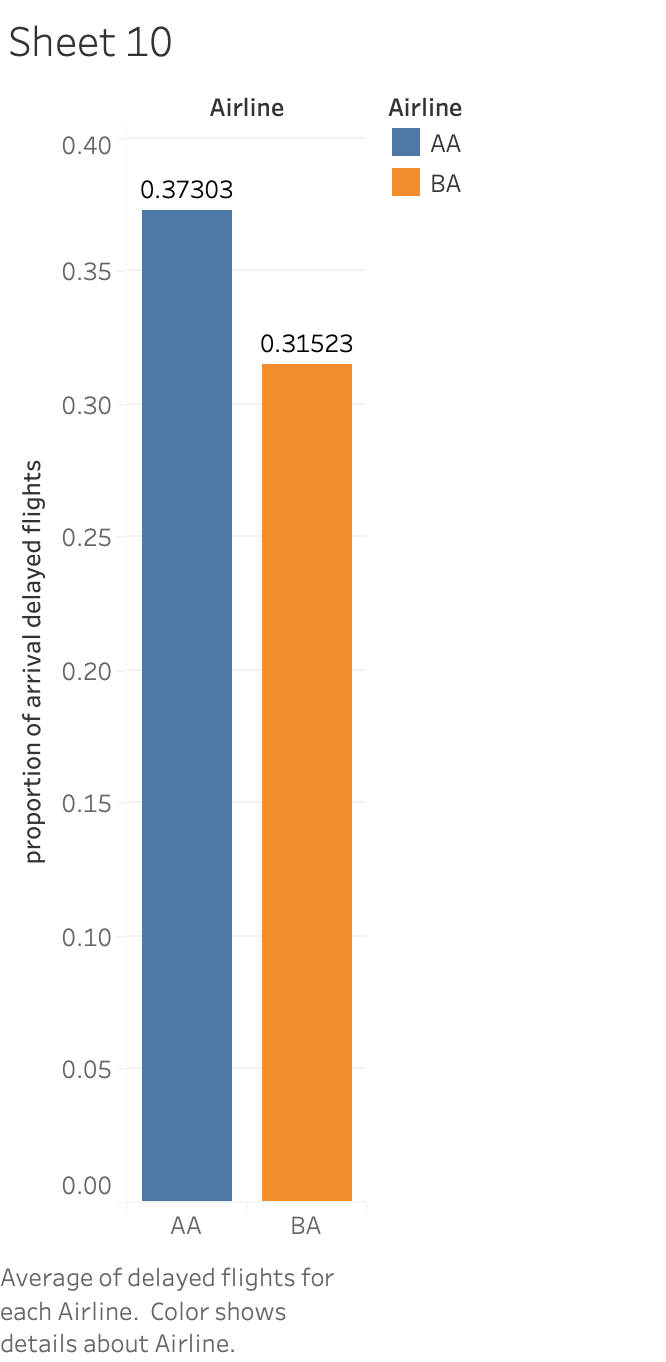 Sheet 10
Airline
Airline
AA
BA
0.40
0.37303
0.35
0.31523
0.30
0.25
0.20
0.15
0.10
0.05
0.00
proportion of arrival delayed flights
AA BA
Average of delayed flights for
each Airline.  Color shows
details about Airline.